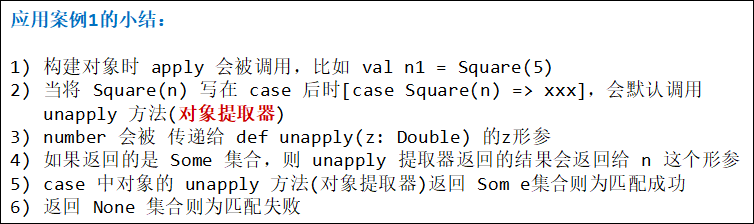 应用案例1的小结:
1) 构建对象时 apply 会被调用，比如 val n1 = Square(5)
2) 当将 Square(n) 写在 case 后时[case Square(n) => xxx]，会默认调用
unapply 方法(对象提取器)
3) number 会被 传递给 def unapply(z: Double) 的z形参
4) 如果返回的是 Some 集合，则 unapply 提取器返回的结果会返回给 n 这个形参
5) case 中对象的 unapply 方法(对象提取器)返回 Som e集合则为匹配成功
6) 返回 None 集合则为匹配失败